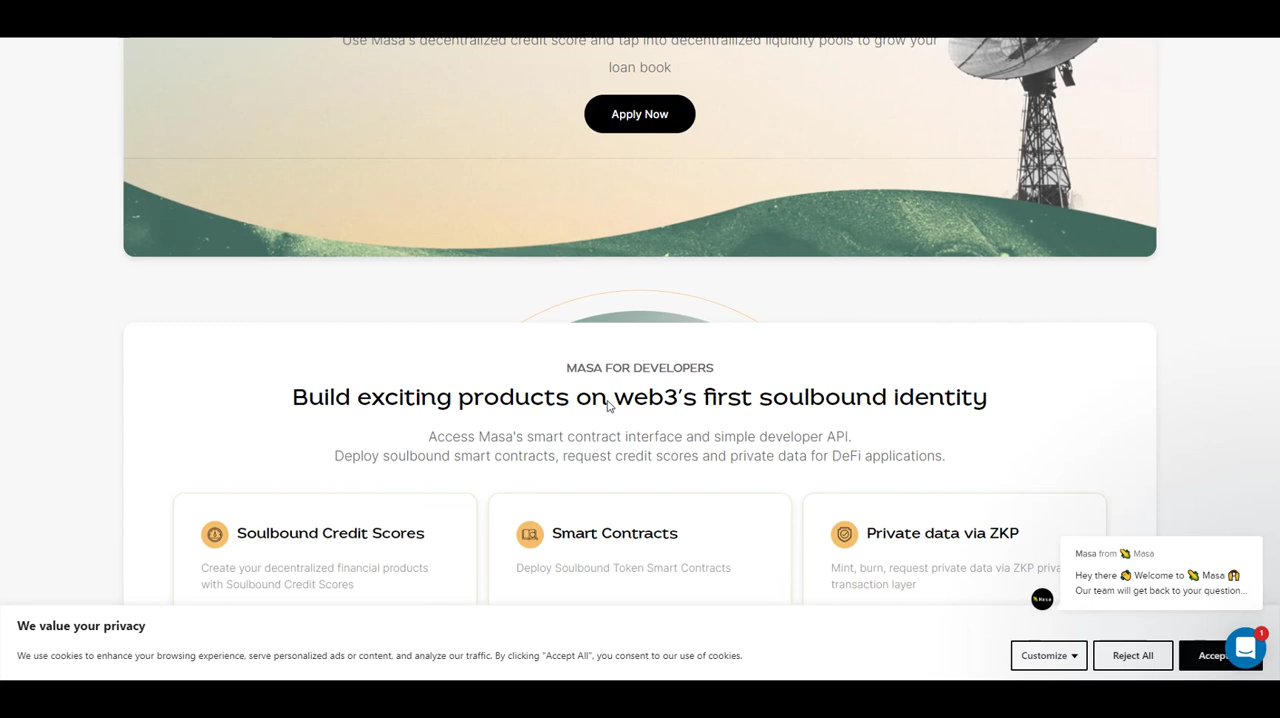 Use Masa's decentralized credit score and tap into decentralized liquidity pools to grow your
loan book
Apply Now
MASA FOR DEVELOPERS
Build exciting products on web3's first soulbound identity
Access Masa's smart contract interface and simple developer API.
Deploy soulbound smart contracts, request credit scores and private data for DeFi applications.
Soulbound Credit Scores
Create your decentralized financial products
with Soulbound Credit Scores
Smart Contracts
Deploy Soulbound Token Smart Contracts
Private data via ZKP
Mint, burn, request private data via ZKP priva
transaction layer
Masa from Masa
Hey there Welcome to Masa
Our team will get back to your question...
Masa
1
We value your privacy
We use cookies to enhance your browsing experience, serve personalized ads or content, and analyze our traffic. By clicking "Accept All", you consent to our use of cookies.
Customize
Reject All
Accep